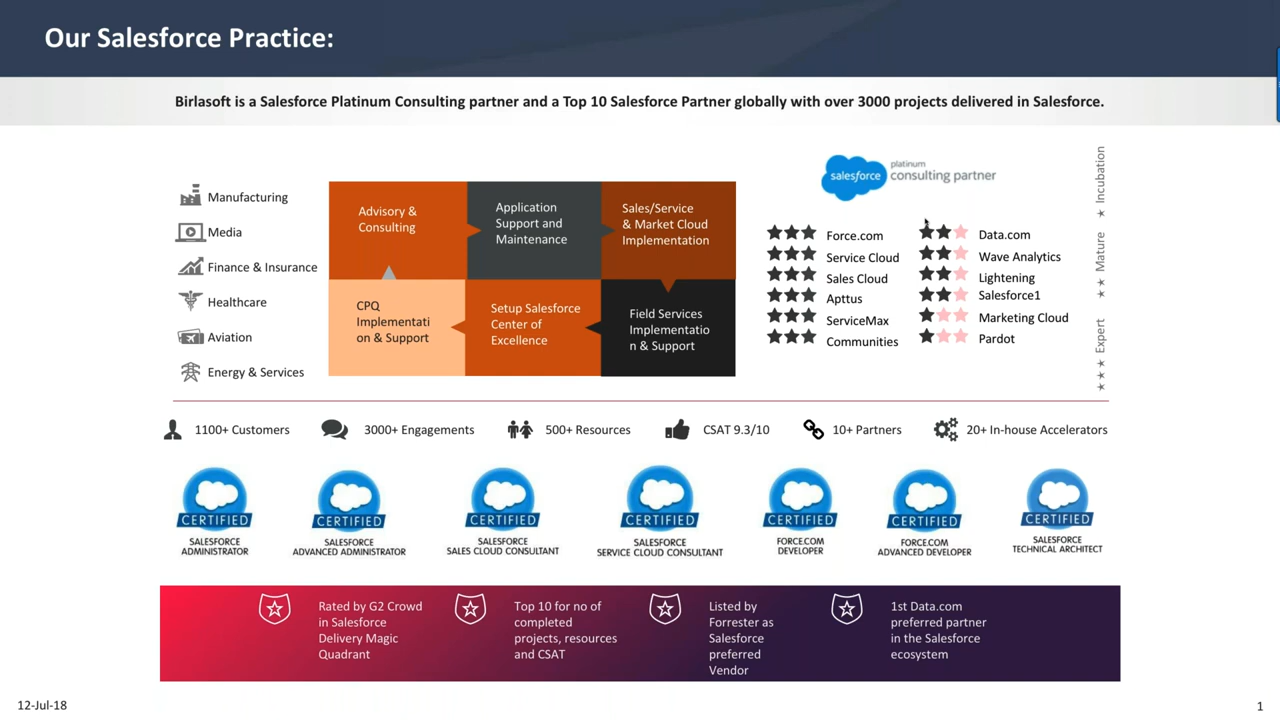 Our Salesforce Practice:
Birlasoft is a Salesforce Platinum Consulting partner and a Top 10 Salesforce Partner globally with over 3000 projects delivered in Salesforce.
Manufacturing
Media
Finance & Insurance
Healthcare
Aviation
Energy & Services
Advisory &
Consulting
Application
Support and
Maintenance
Sales/Service
& Market Cloud
Implementation
CPQ
Implementati
on & Support
Setup Salesforce
Center of
Excellence
Field Services
Implementatio
n & Support
salesforce
platinum
consulting partner
Force.com
Service Cloud
Sales Cloud
Apttus
ServiceMax
Communities
Data.com
Wave Analytics
Lightening
Salesforce1
Marketing Cloud
Pardot
★★★ Expert ★★ Mature ★ Incubation
1100+ Customers
3000+ Engagements
500+ Resources
CSAT 9.3/10
10+ Partners
20+ In-house Accelerators
CERTIFIED
SALESFORCE
ADMINISTRATOR
CERTIFIED
SALESFORCE
ADVANCED ADMINISTRATOR
CERTIFIED
SALESFORCE
SALES CLOUD CONSULTANT
CERTIFIED
SALESFORCE
SERVICE CLOUD CONSULTANT
CERTIFIED
FORCE.COM
DEVELOPER
CERTIFIED
FORCE.COM
ADVANCED DEVELOPER
CERTIFIED
SALESFORCE
TECHNICAL ARCHITECT
Rated by G2 Crowd
in Salesforce
Delivery Magic
Quadrant
Top 10 for no of
completed
projects, resources
and CSAT
Listed by
Forrester as
Salesforce
preferred
Vendor
1st Data.com
preferred partner
in the Salesforce
ecosystem
12-Jul-18
1